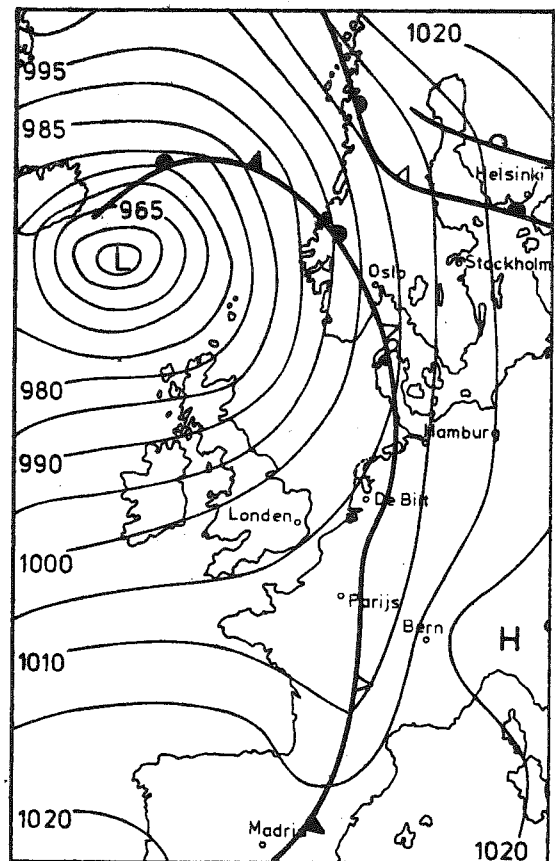 1020
995
985
Helsinki
965
L
Stockholm
Oslo
980
Hamburg
990
De Bilt
Londen
1000
Parijs
Bern
H
1010
1020
Madrid
1020